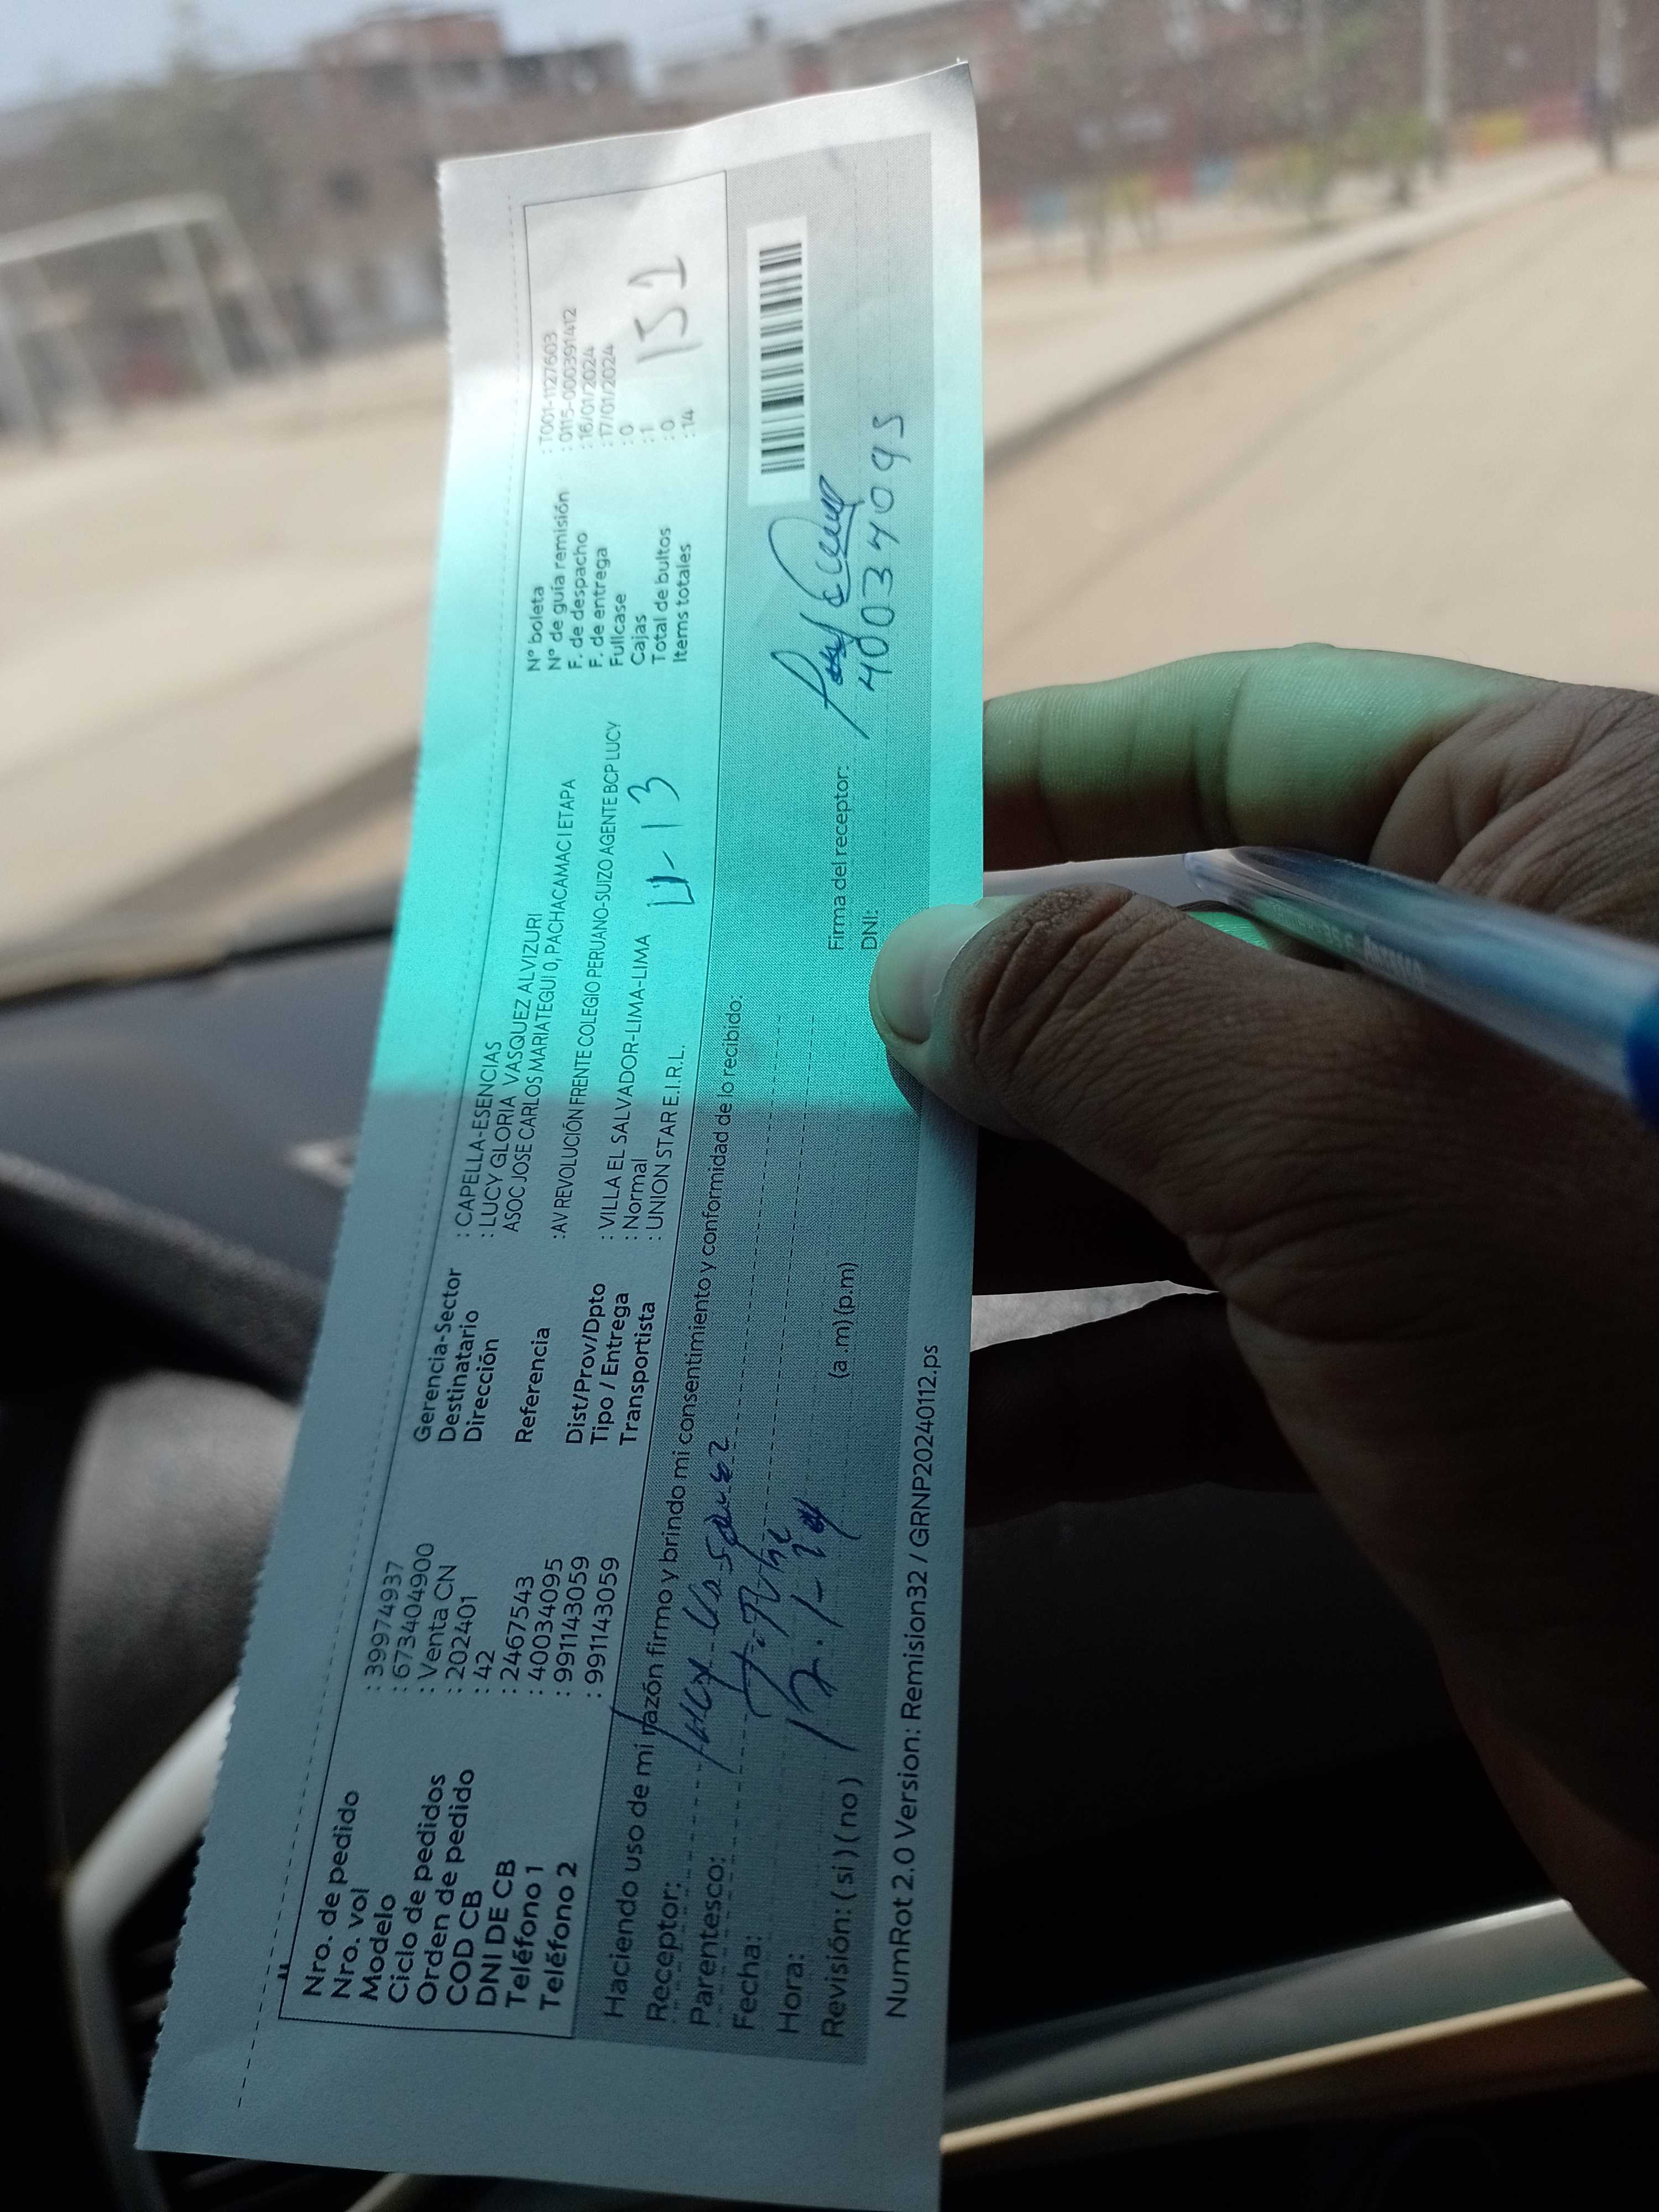 Nro. de pedido : 39974937
Nro. vol : 673404900
Modelo : Venta CN
Ciclo de pedidos : 202401
Orden de pedido : 42
COD CB : 2467543
DNI DE CB : 40034095
Teléfono 1 : 991143059
Teléfono 2 : 991143059
Gerencia-Sector : CAPELLA-ESENCIAS
Destinatario : LUCY GLORIA VASQUEZ ALVIZURI
Dirección ASOC JOSE CARLOS MARIATEGUI 0, PACHACAMAC I ETAPA
Referencia : AV REVOLUCIÓN FRENTE COLEGIO PERUANO-SUIZO AGENTE BCP LUCY
Dist/Prov/Dpto : VILLA EL SALVADOR-LIMA-LIMA
Tipo / Entrega : Normal
Transportista : UNION STAR E.I.R.L.
U-13
N° boleta : T001-1127603
N° de guía remisión : 0115-000391412
F. de despacho : 16/01/2024
F. de entrega : 17/01/2024
Fullcase : 0
Cajas : 1
Total de bultos : 0
Items totales : 14
151
Haciendo uso de mi razón firmo y brindo mi consentimiento y conformidad de lo recibido:
Receptor: Lucy
Parentesco:
Fecha:
Hora:
(a .m) (p.m)
Revisión: ( si ) ( no )
Firma del receptor:
DNI: 40034095
NumRot 2.0 Version: Remision32 / GRNP20240112.ps